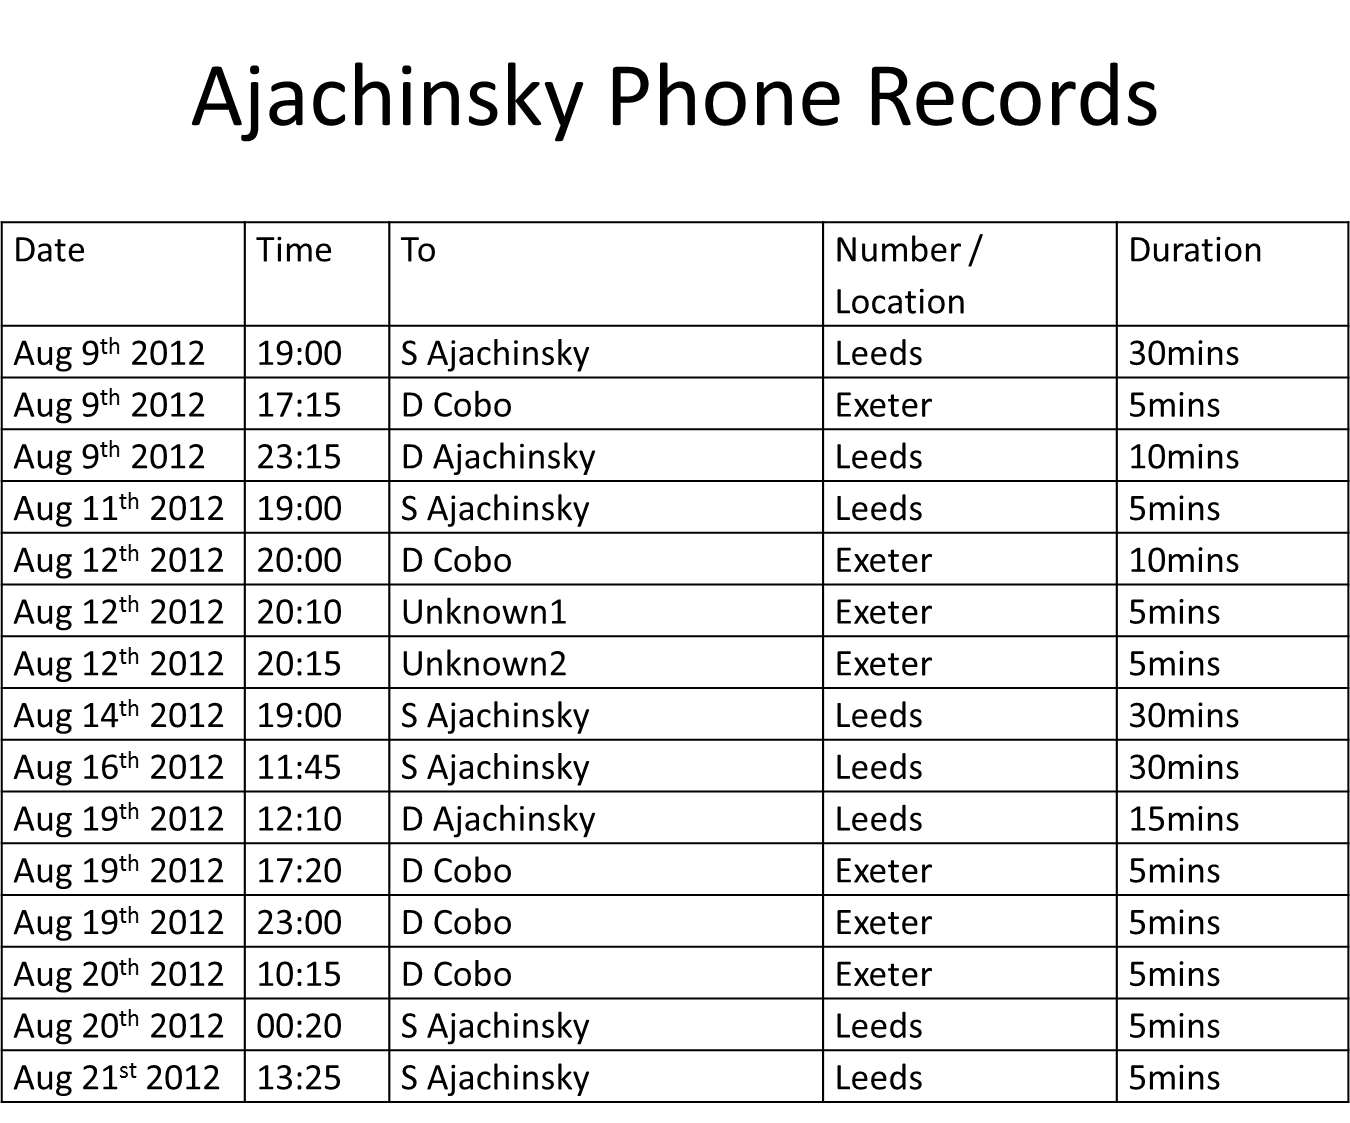 Ajachinsky Phone Records
Date Time To Number / Duration
Location
Aug 9th 2012 19:00 S Ajachinsky Leeds 30mins
Aug 9th 2012 17:15 D Cobo Exeter 5mins
Aug 9th 2012 23:15 D Ajachinsky Leeds 10mins
Aug 11th 2012 19:00 S Ajachinsky Leeds 5mins
Aug 12th 2012 20:00 D Cobo Exeter 10mins
Aug 12th 2012 20:10 Unknown1 Exeter 5mins
Aug 12th 2012 20:15 Unknown2 Exeter 5mins
Aug 14th 2012 19:00 S Ajachinsky Leeds 30mins
Aug 16th 2012 11:45 S Ajachinsky Leeds 30mins
Aug 19th 2012 12:10 D Ajachinsky Leeds 15mins
Aug 19th 2012 17:20 D Cobo Exeter 5mins
Aug 19th 2012 23:00 D Cobo Exeter 5mins
Aug 20th 2012 10:15 D Cobo Exeter 5mins
Aug 20th 2012 00:20 S Ajachinsky Leeds 5mins
Aug 21st 2012 13:25 S Ajachinsky Leeds 5mins